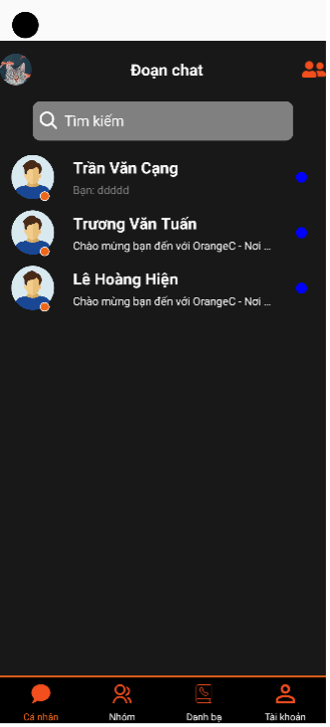 Đoạn chat
Tìm kiếm
Trần Văn Cạng
Bạn: ddddd
Trương Văn Tuấn
Chào mừng bạn đến với OrangeC - Nơi ...
Lê Hoàng Hiện
Chào mừng bạn đến với OrangeC - Nơi ...
Cá nhân Nhóm Danh bạ Tài khoản